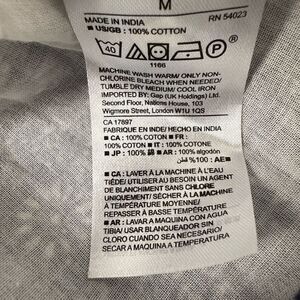 M
MADE IN INDIA RN 54023
■ US/GB : 100% COTTON
40
1166
MACHINE WASH WARM/ ONLY NON-
CHLORINE BLEACH WHEN NEEDED/
TUMBLE DRY MEDIUM/ COOL IRON
IMPORTED BY: Gap (UK Holdings) Ltd.
Second Floor, Nations House, 103
Wigmore Street, London W1U 1QS
CA 17897
FABRIQUE EN INDE/ HECHO EN INDIA
■ CA : 100% COTON ■ FR :
100% COTON ■ IT : 100% COTONE
■ JP : 100% 綿 ■ AR : 100% algodón
■ AE : 100% قطن
■ CA : LAVER À LA MACHINE À L'EAU
TIÈDE/ UTILISER AU BESOIN UN AGENT
DE BLANCHIMENT SANS CHLORE
UNIQUEMENT/ SÉCHER À LA MACHINE
À TEMPÉRATURE MOYENNE/
REPASSER À BASSE TEMPÉRATURE
■ AR : LAVAR A MAQUINA CON AGUA
TIBIA/ USAR BLANQUEADOR SIN
CLORO CUANDO SEA NECESARIO/
SECAR A MAQUINA A TEMPERATURA